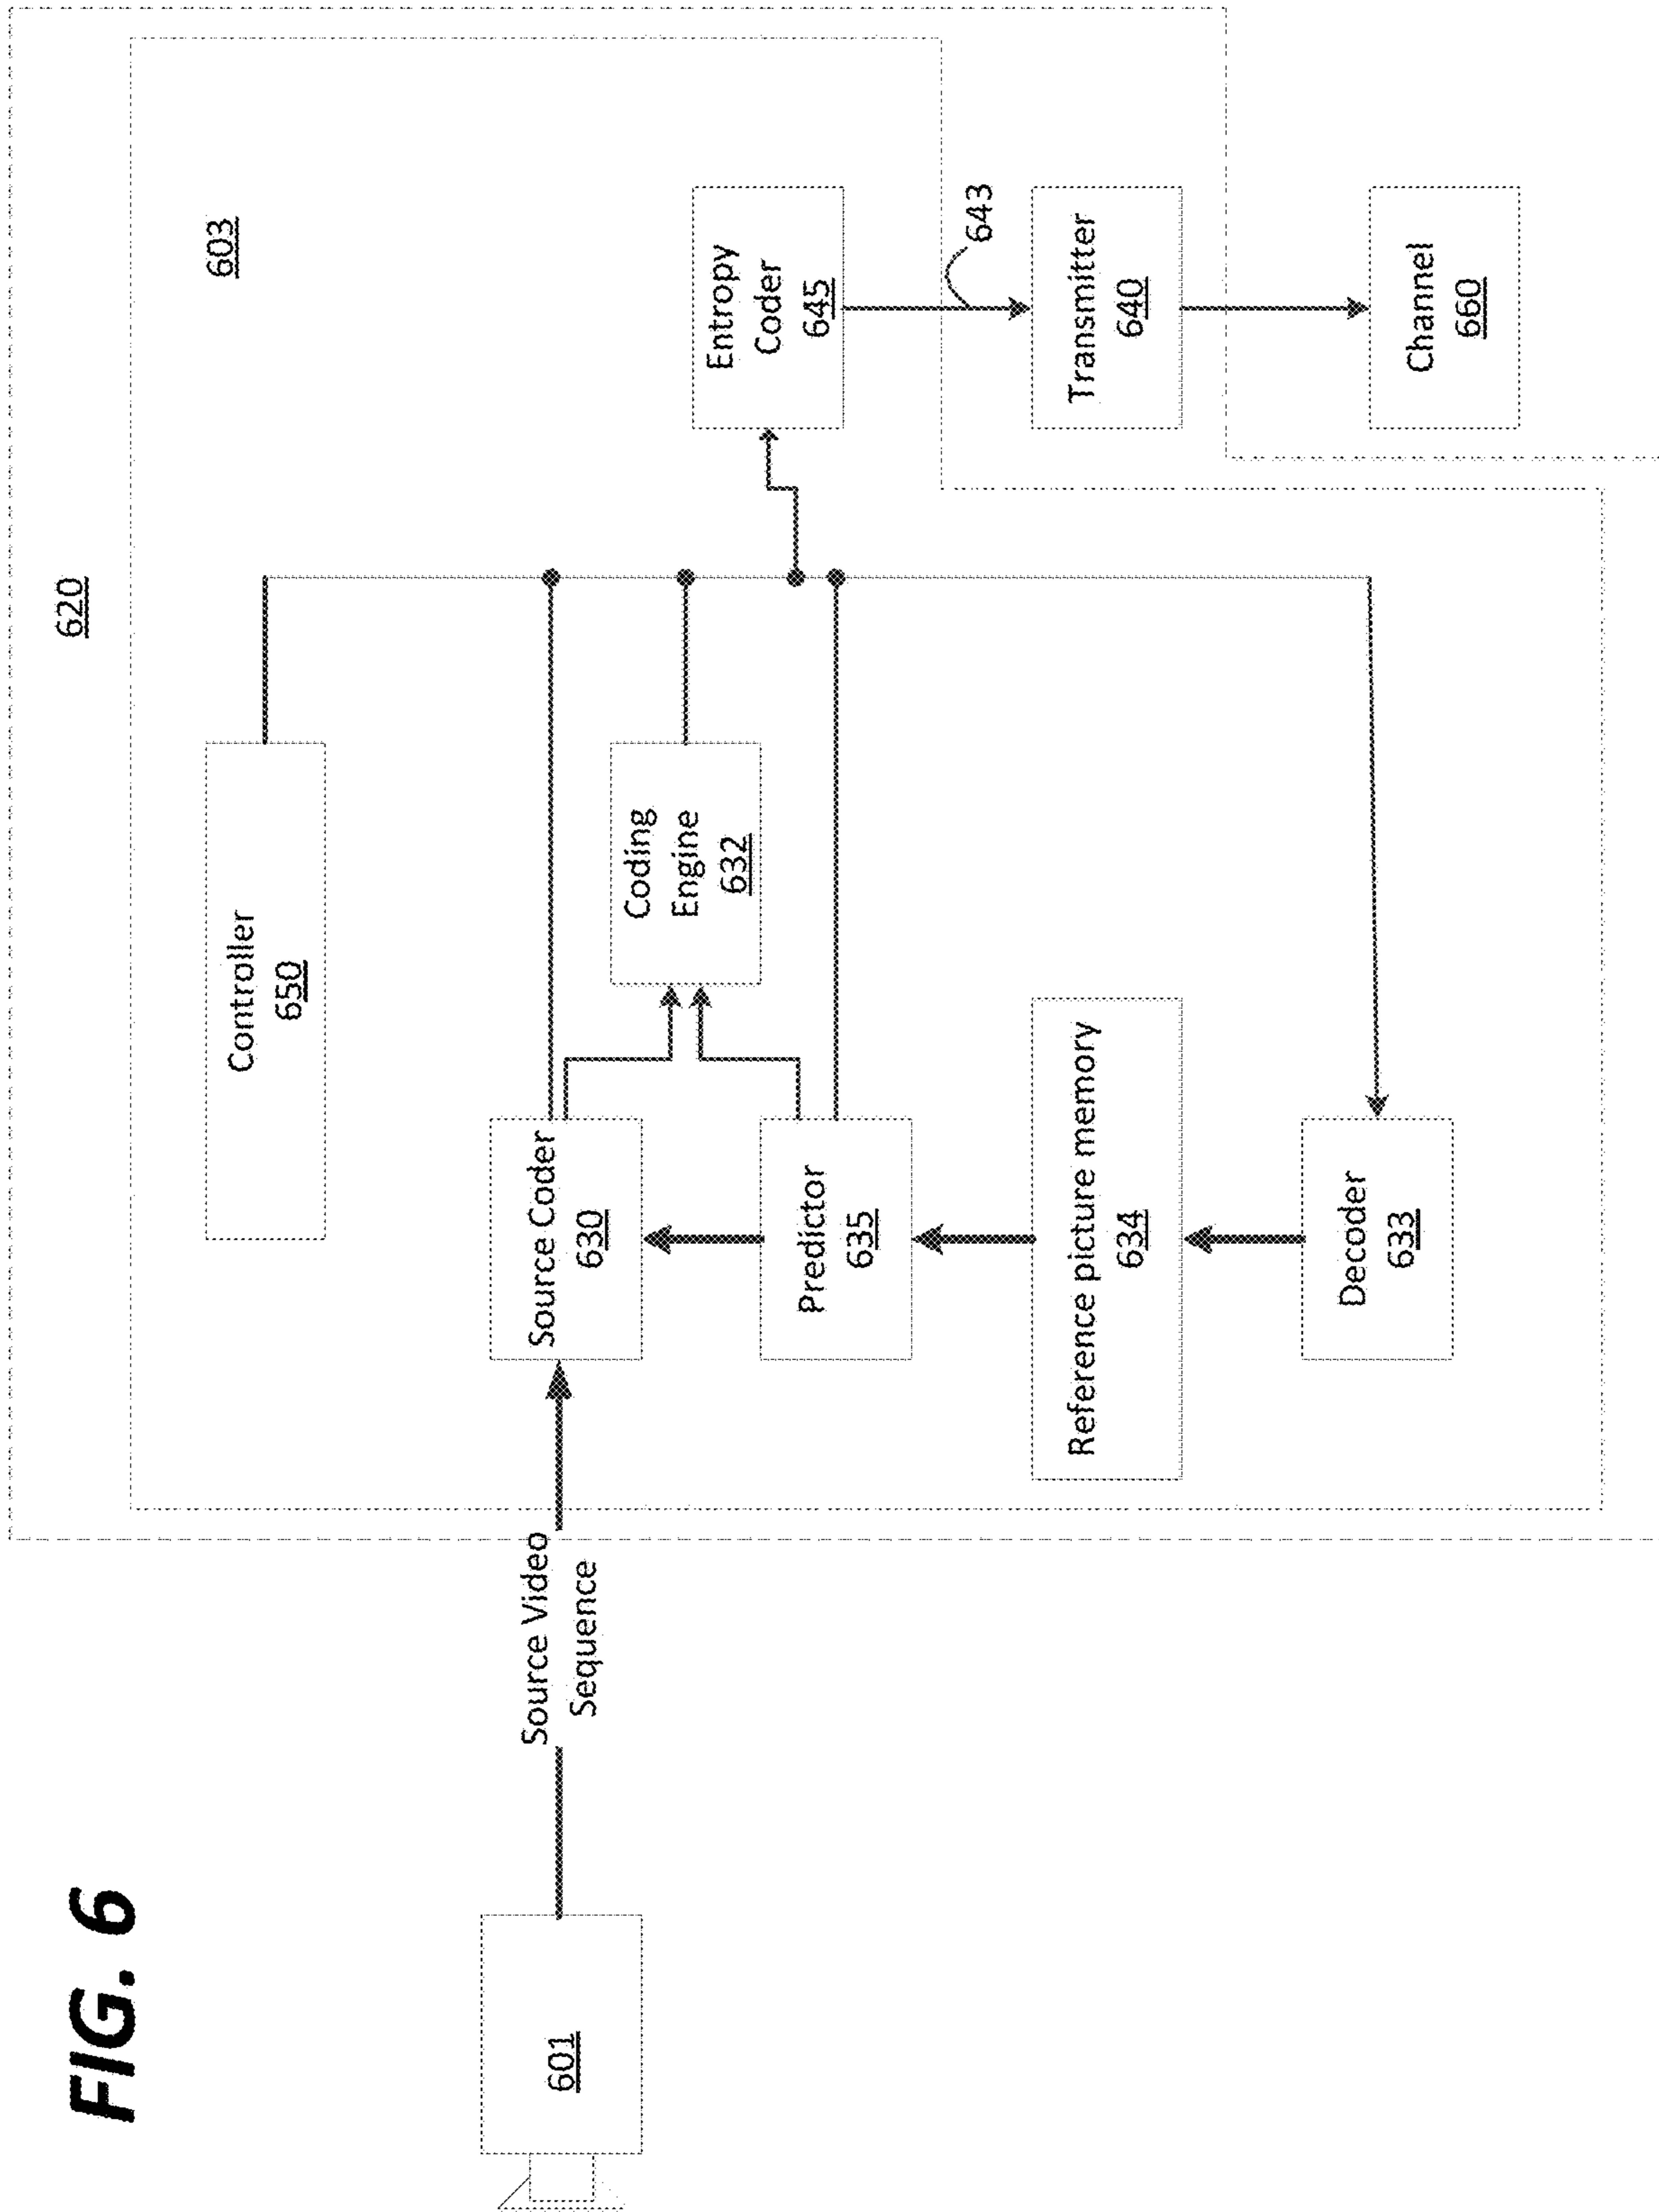 FIG. 6
620
603
Controller
650
601
Source Video
Sequence
Source Coder
630
Coding
Engine
632
Entropy
Coder
645
Predictor
635
643
Reference picture memory
634
Transmitter
640
Decoder
633
Channel
660